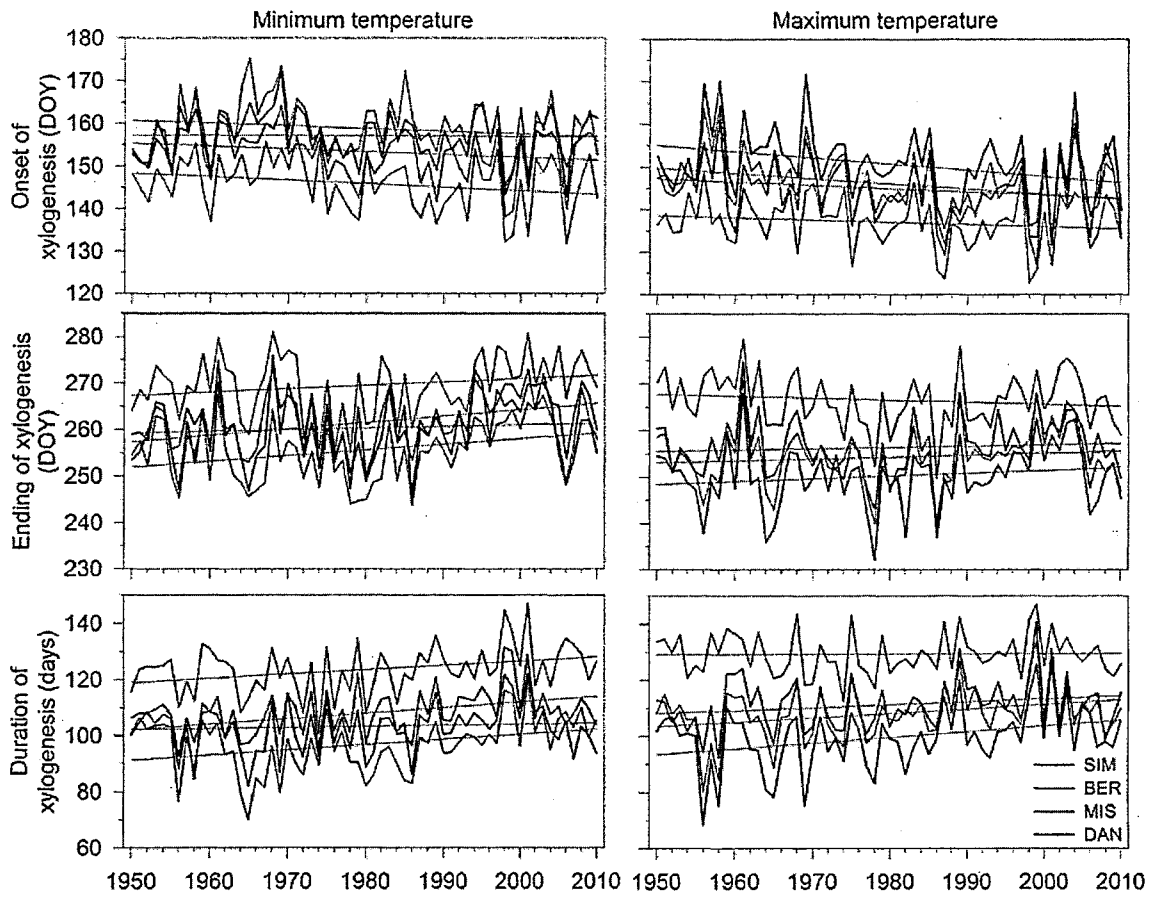 Minimum temperature
Maximum temperature
Onset of
xylogenesis (DOY)
180
170
160
150
140
130
120
Ending of xylogenesis
(DOY)
280
270
260
250
240
230
Duration of
xylogenesis (days)
140
120
100
80
60
SIM
BER
MIS
DAN
1950 1960 1970 1980 1990 2000 2010
1950 1960 1970 1980 1990 2000 2010